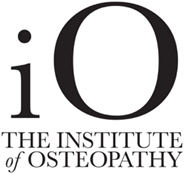 iO
THE INSTITUTE
of OSTEOPATHY